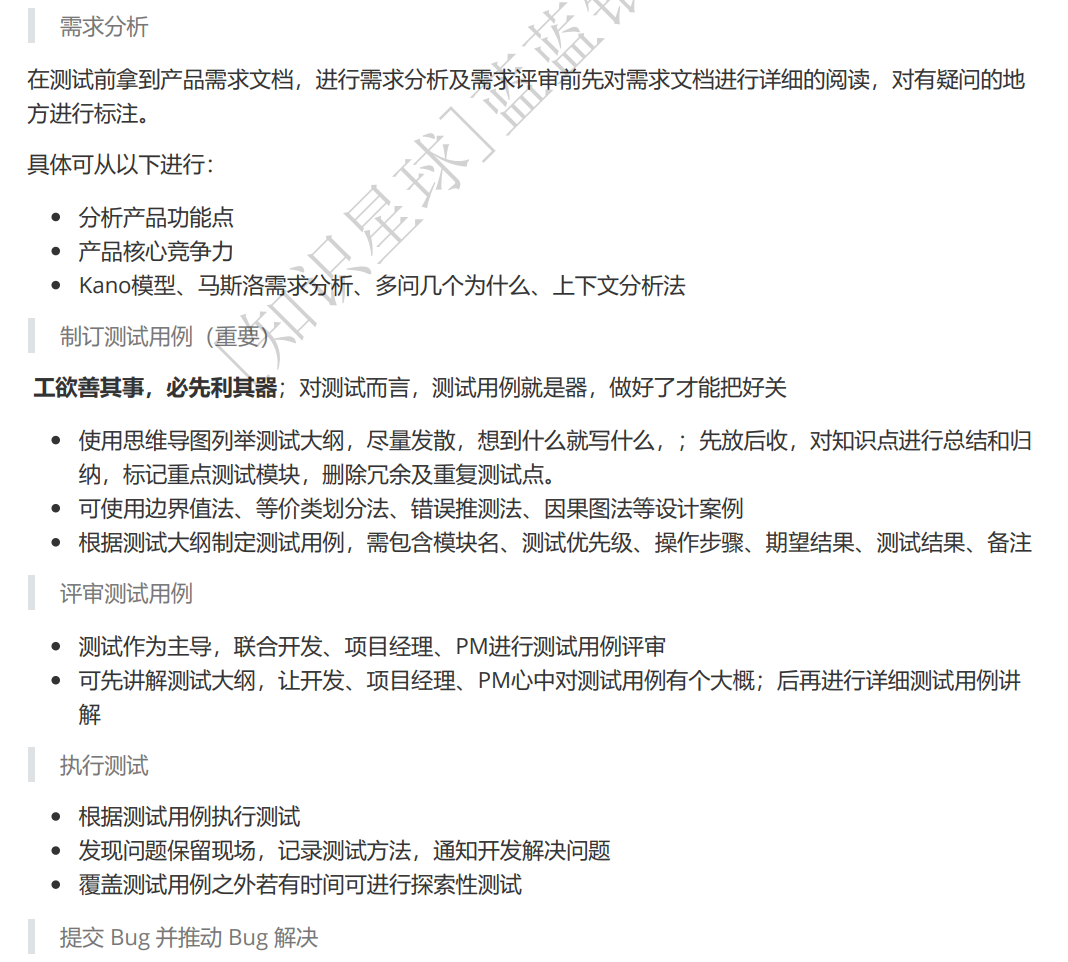 需求分析
在测试前拿到产品需求文档，进行需求分析及需求评审前先对需求文档进行详细的阅读，对有疑问的地
方进行标注。
具体可从以下进行：
分析产品功能点
产品核心竞争力
Kano模型、马斯洛需求分析、多问几个为什么、上下文分析法
制订测试用例（重要）
工欲善其事，必先利其器；对测试而言，测试用例就是器，做好了才能把好关
使用思维导图列举测试大纲，尽量发散，想到什么就写什么，；先放后收，对知识点进行总结和归
纳，标记重点测试模块，删除冗余及重复测试点。
可使用边界值法、等价类划分法、错误推测法、因果图法等设计案例
根据测试大纲制定测试用例，需包含模块名、测试优先级、操作步骤、期望结果、测试结果、备注
评审测试用例
测试作为主导，联合开发、项目经理、PM进行测试用例评审
可先讲解测试大纲，让开发、项目经理、PM心中对测试用例有个大概；后再进行详细测试用例讲
解
执行测试
根据测试用例执行测试
发现问题保留现场，记录测试方法，通知开发解决问题
覆盖测试用例之外若有时间可进行探索性测试
提交 Bug 并推动 Bug 解决
[知识星球]蓝蓝